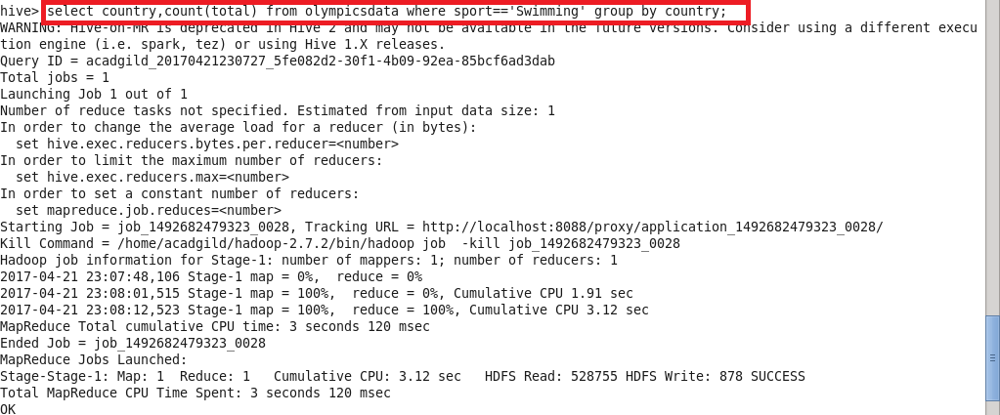 hive> select country,count(total) from olympicsdata where sport=='Swimming' group by country;
WARNING: Hive-on-MR is deprecated in Hive 2 and may not be available in the future versions. Consider using a different execu
tion engine (i.e. spark, tez) or using Hive 1.X releases.
Query ID = acadgild_20170421230727_5fe082d2-30f1-4b09-92ea-85bcf6ad3dab
Total jobs = 1
Launching Job 1 out of 1
Number of reduce tasks not specified. Estimated from input data size: 1
In order to change the average load for a reducer (in bytes):
  set hive.exec.reducers.bytes.per.reducer=<number>
In order to limit the maximum number of reducers:
  set hive.exec.reducers.max=<number>
In order to set a constant number of reducers:
  set mapreduce.job.reduces=<number>
Starting Job = job_1492682479323_0028, Tracking URL = http://localhost:8088/proxy/application_1492682479323_0028/
Kill Command = /home/acadgild/hadoop-2.7.2/bin/hadoop job  -kill job_1492682479323_0028
Hadoop job information for Stage-1: number of mappers: 1; number of reducers: 1
2017-04-21 23:07:48,106 Stage-1 map = 0%,  reduce = 0%
2017-04-21 23:08:01,515 Stage-1 map = 100%,  reduce = 0%, Cumulative CPU 1.91 sec
2017-04-21 23:08:12,523 Stage-1 map = 100%,  reduce = 100%, Cumulative CPU 3.12 sec
MapReduce Total cumulative CPU time: 3 seconds 120 msec
Ended Job = job_1492682479323_0028
MapReduce Jobs Launched:
Stage-Stage-1: Map: 1  Reduce: 1   Cumulative CPU: 3.12 sec   HDFS Read: 528755 HDFS Write: 878 SUCCESS
Total MapReduce CPU Time Spent: 3 seconds 120 msec
OK